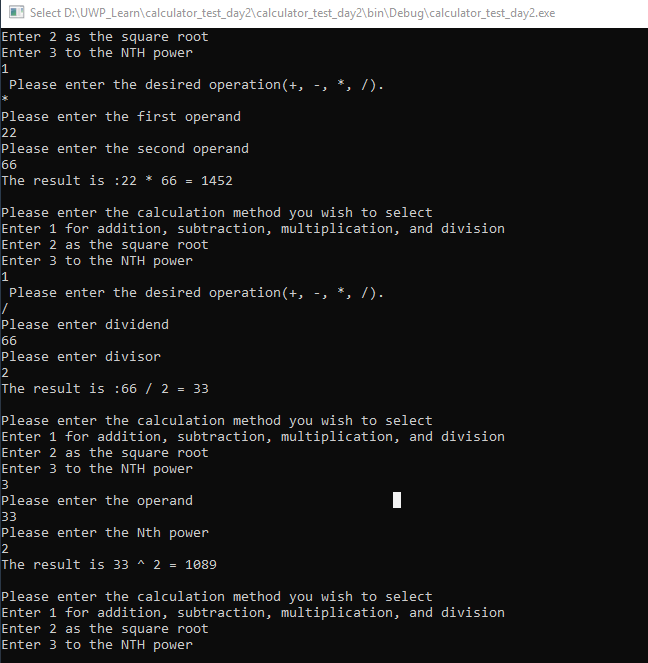 Select D:\UWP_Learn\calculator_test_day2\calculator_test_day2\bin\Debug\calculator_test_day2.exe
Enter 2 as the square root
Enter 3 to the NTH power
1
 Please enter the desired operation(+, -, *, /).
*
Please enter the first operand
22
Please enter the second operand
66
The result is :22 * 66 = 1452

Please enter the calculation method you wish to select
Enter 1 for addition, subtraction, multiplication, and division
Enter 2 as the square root
Enter 3 to the NTH power
1
 Please enter the desired operation(+, -, *, /).
/
Please enter dividend
66
Please enter divisor
2
The result is :66 / 2 = 33

Please enter the calculation method you wish to select
Enter 1 for addition, subtraction, multiplication, and division
Enter 2 as the square root
Enter 3 to the NTH power
3
Please enter the operand
33
Please enter the Nth power
2
The result is 33 ^ 2 = 1089

Please enter the calculation method you wish to select
Enter 1 for addition, subtraction, multiplication, and division
Enter 2 as the square root
Enter 3 to the NTH power